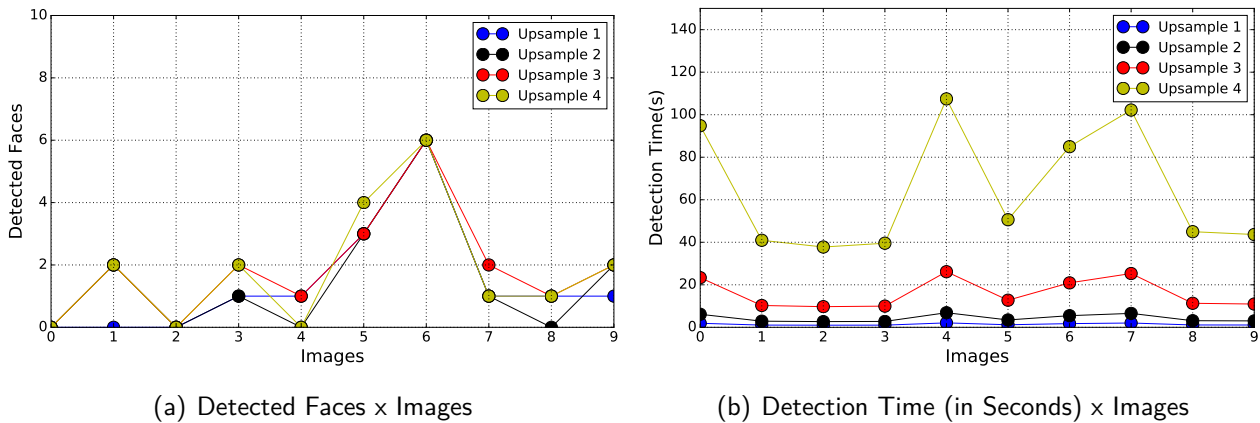 10
8
6
4
2
0
Detected Faces
Upsample 1
Upsample 2
Upsample 3
Upsample 4
0 1 2 3 4 5 6 7 8 9
Images
(a) Detected Faces x Images
140
120
100
80
60
40
20
0
Detection Time(s)
Upsample 1
Upsample 2
Upsample 3
Upsample 4
0 1 2 3 4 5 6 7 8 9
Images
(b) Detection Time (in Seconds) x Images